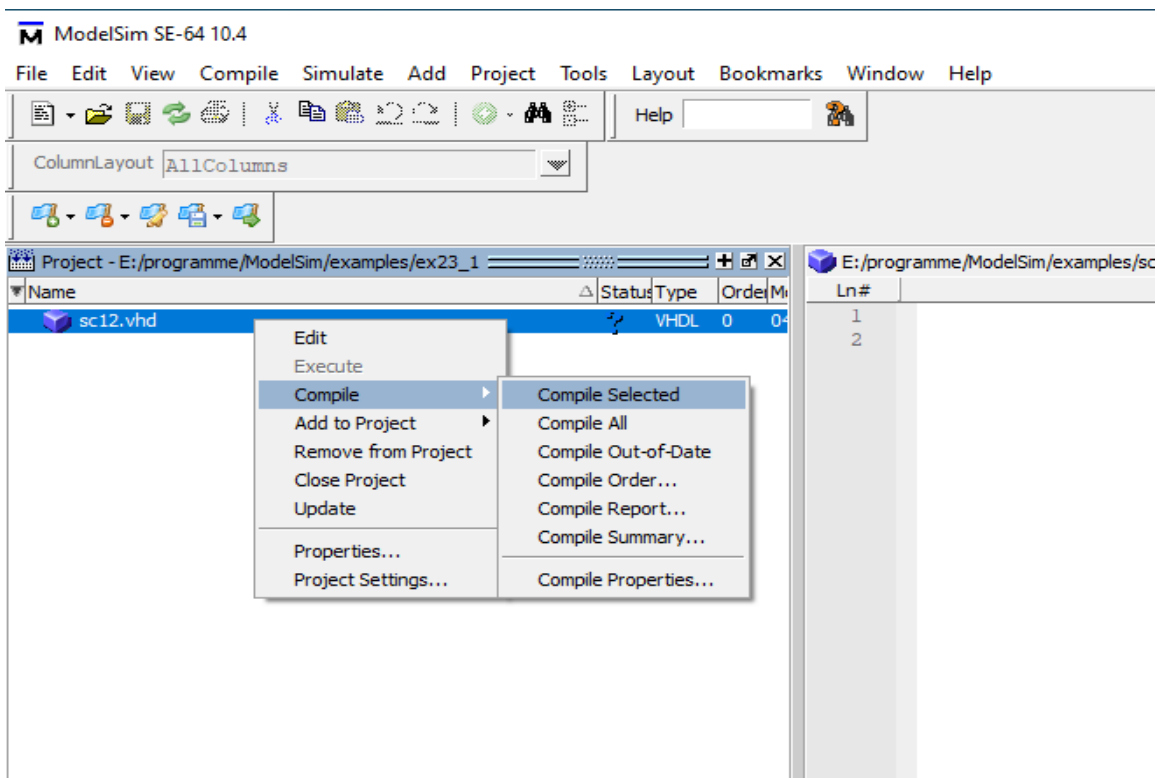 ModelSim SE-64 10.4
File Edit View Compile Simulate Add Project Tools Layout Bookmarks Window Help
Help
ColumnLayout AllColumns
Project - E:/programme/ModelSim/examples/ex23_1
E:/programme/ModelSim/examples/sc
Name Status Type Order
Ln#
sc12.vhd VHDL 0
1
2
Edit
Execute
Compile
Add to Project
Remove from Project
Close Project
Update
Properties...
Project Settings...
Compile Selected
Compile All
Compile Out-of-Date
Compile Order...
Compile Report...
Compile Summary...
Compile Properties...